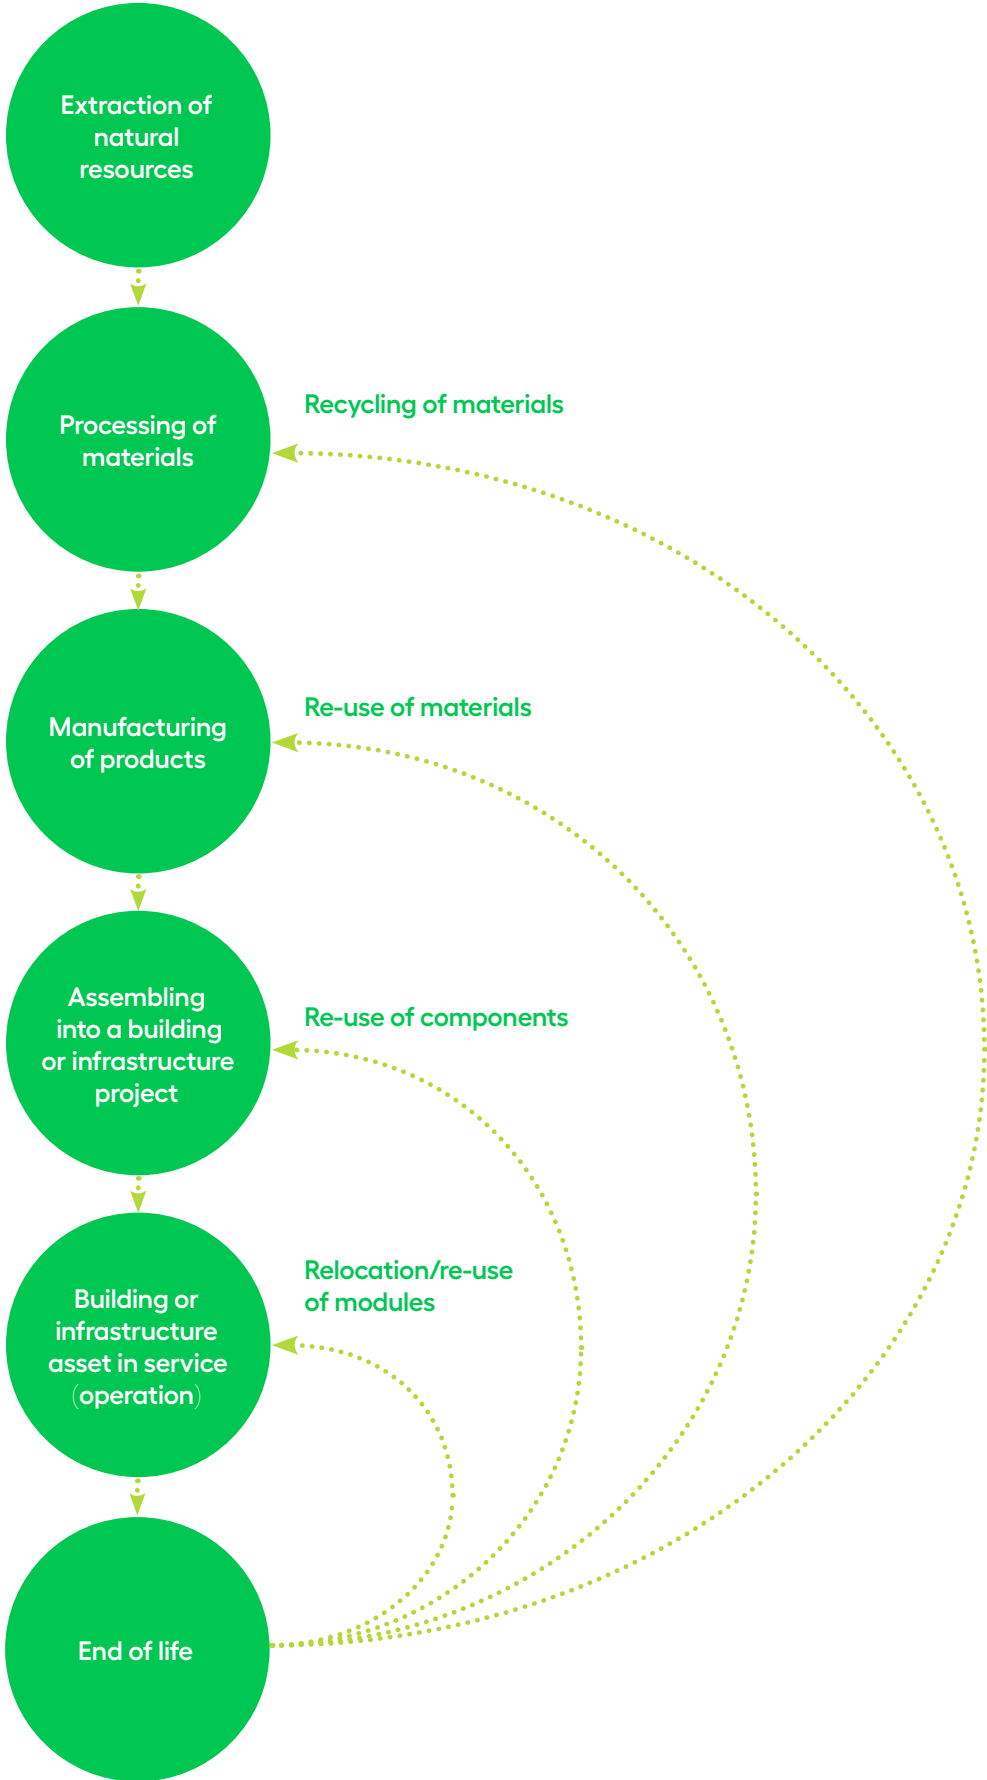 Extraction of
natural
resources
Processing of
materials
Recycling of materials
Manufacturing
of products
Re-use of materials
Assembling
into a building
or infrastructure
project
Re-use of components
Building or
infrastructure
asset in service
(operation)
Relocation/re-use
of modules
End of life